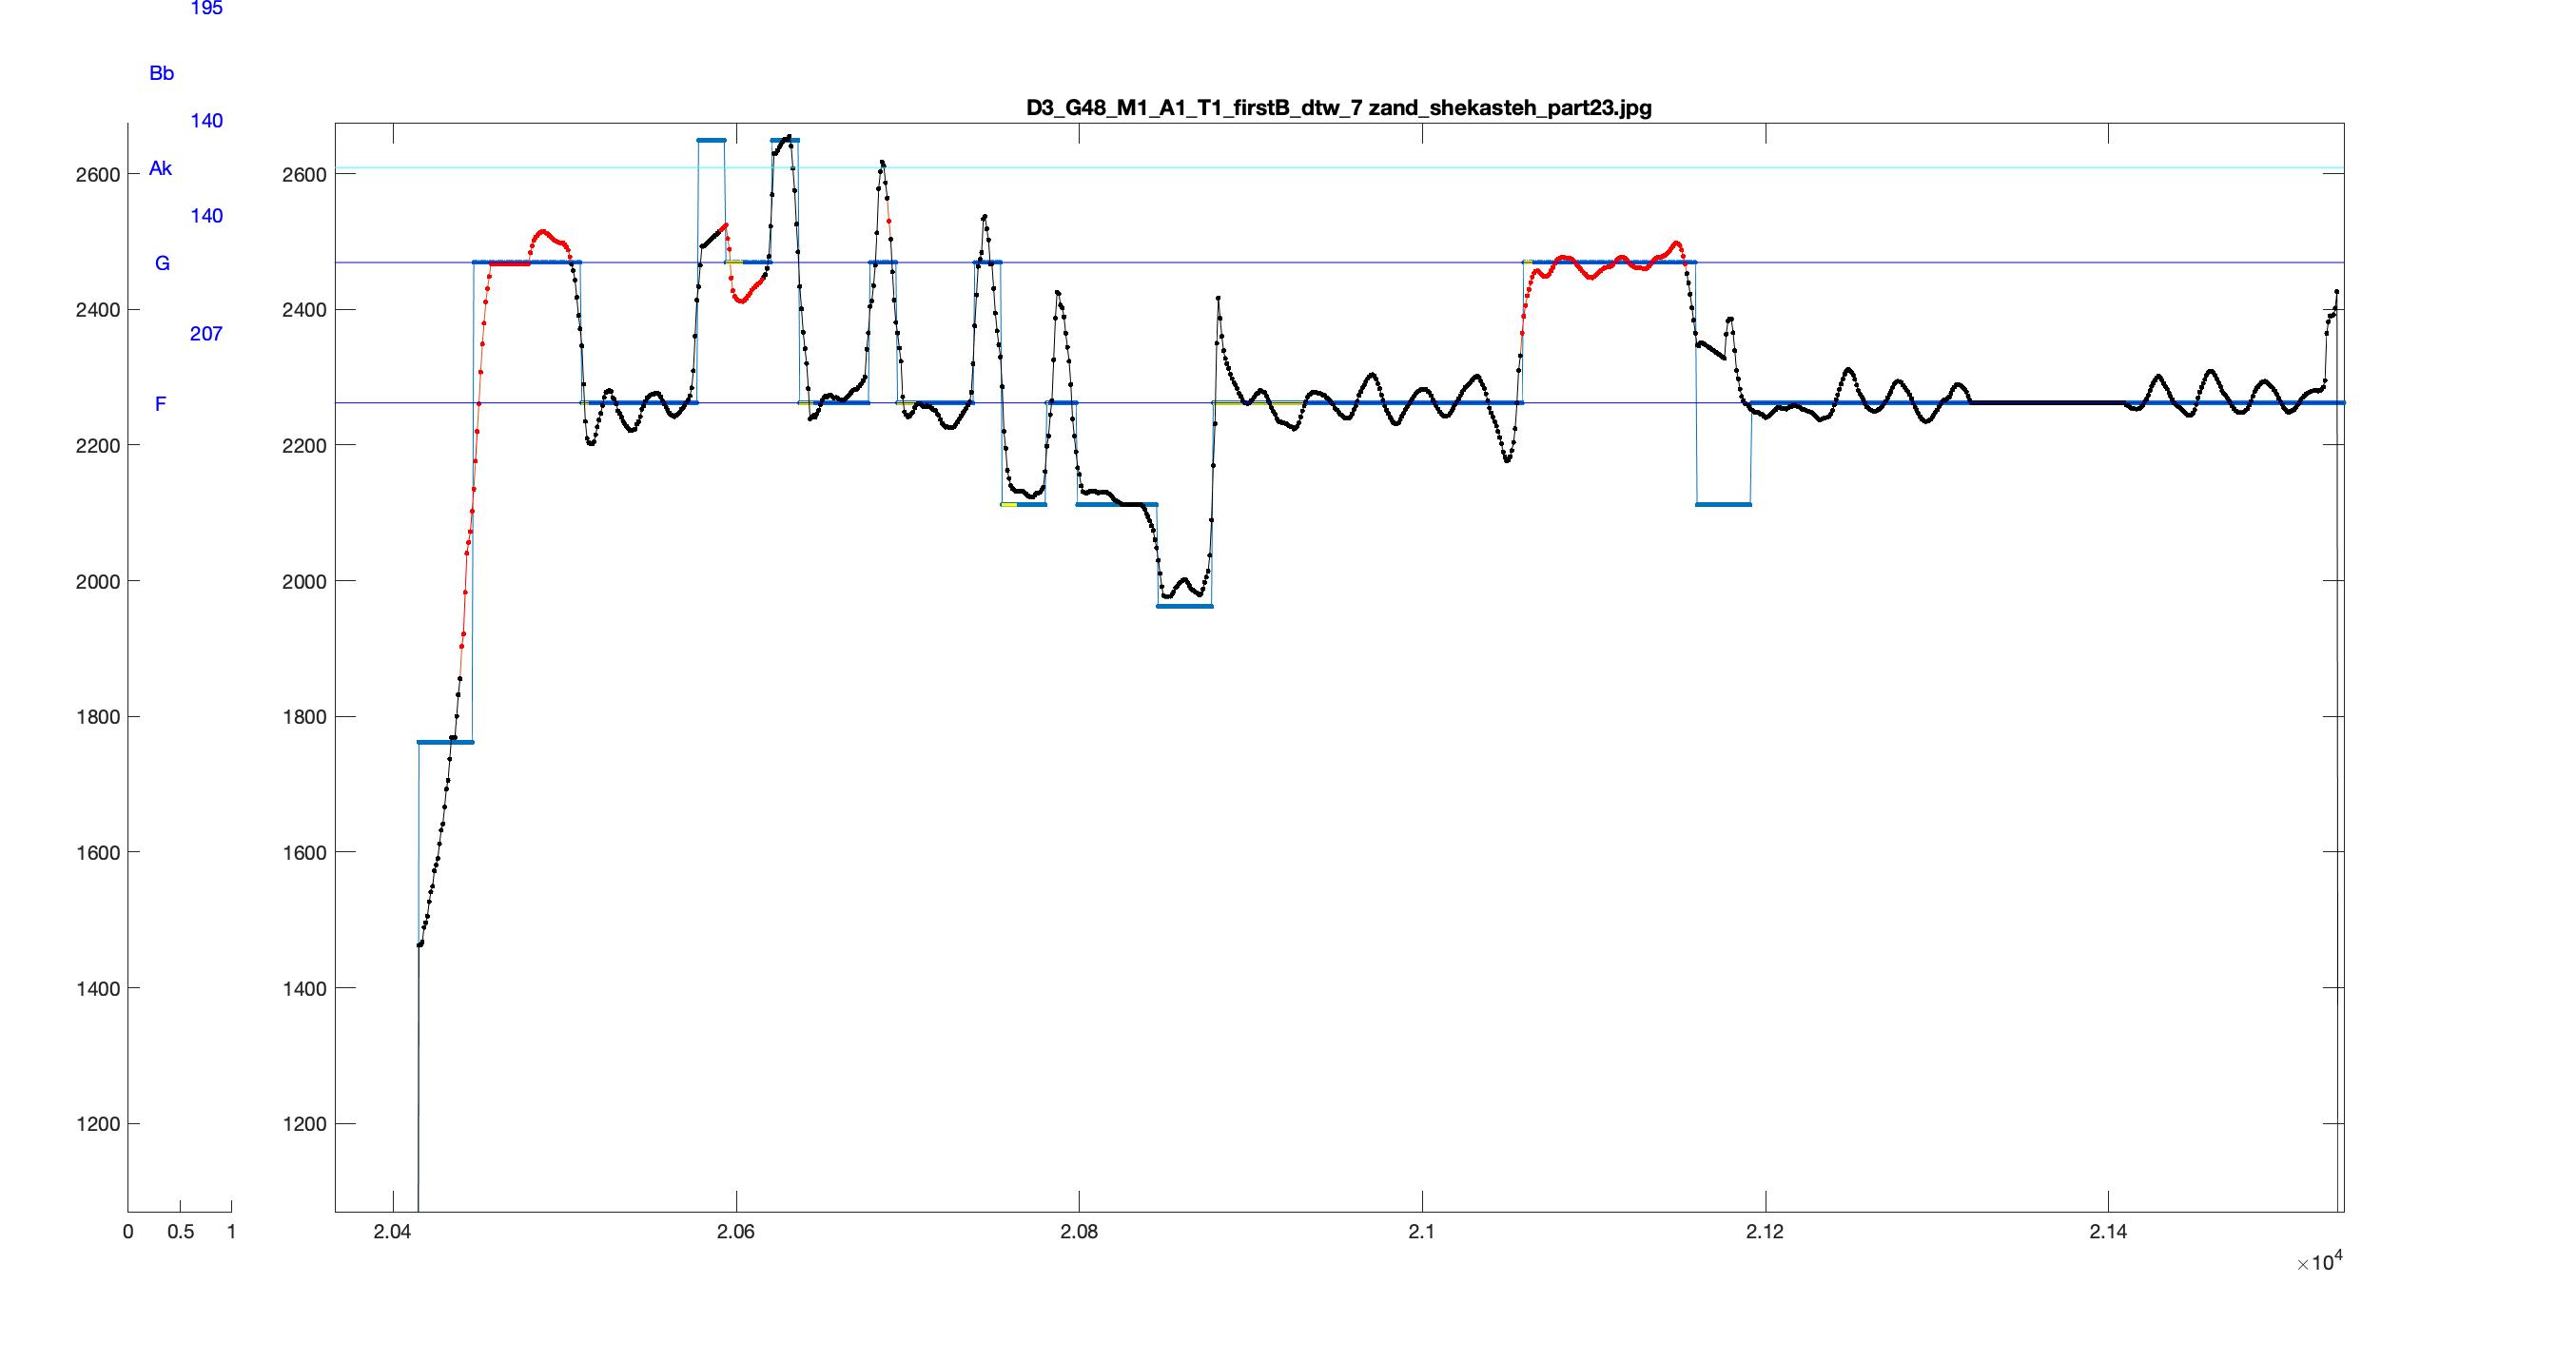 195
Bb
D3_G48_M1_A1_T1_firstB_dtw_7 zand_shekasteh_part23.jpg
140
2600 Ak 2600
140
G
2400 2400
207
F
2200 2200
2000 2000
1800 1800
1600 1600
1400 1400
1200 1200
0 0.5 1 2.04 2.06 2.08 2.1 2.12 2.14
×10⁴